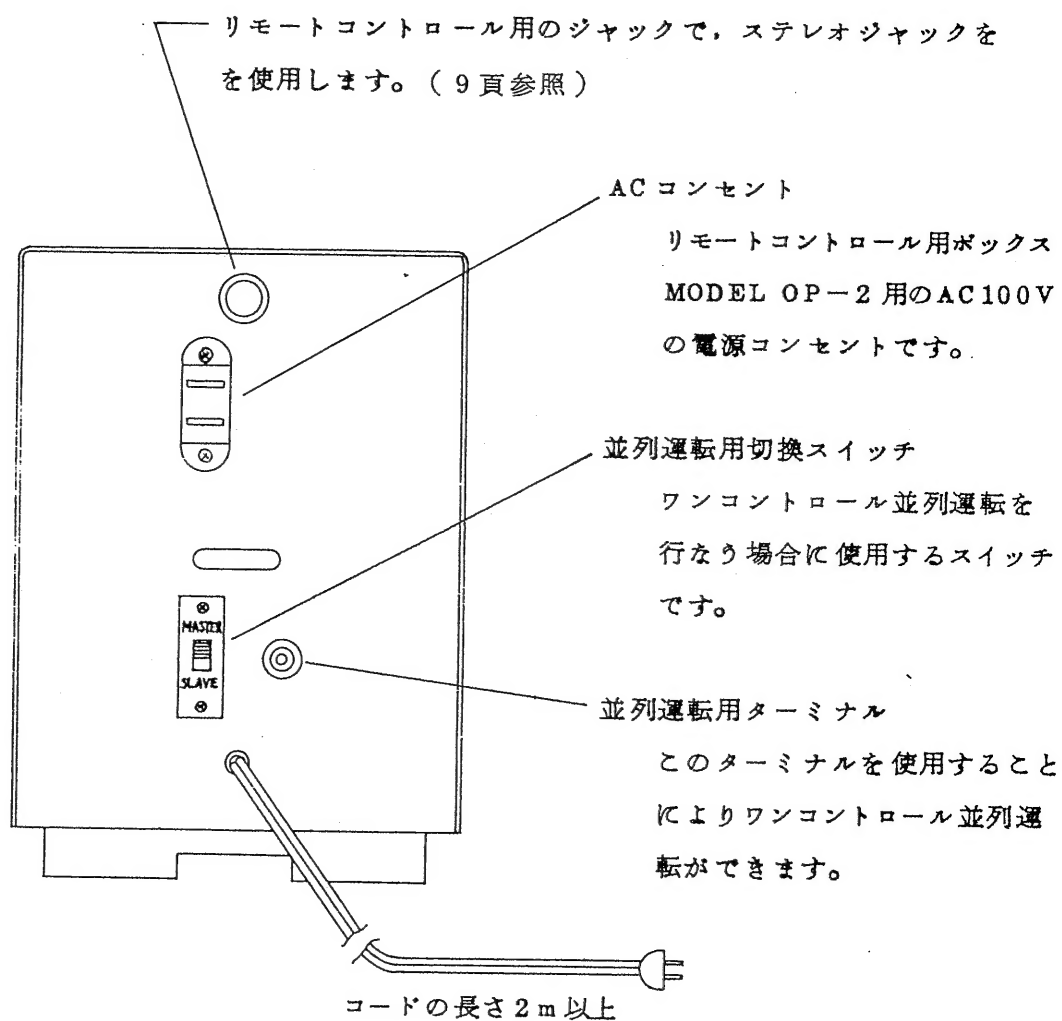 リモートコントロール用のジャックで，ステレオジャックを
を使用します。（9頁参照）
ACコンセント
リモートコントロール用ボックス
MODEL OP－2用のAC100V
の電源コンセントです。
並列運転用切換スイッチ
ワンコントロール並列運転を
行なう場合に使用するスイッチ
です。
MASTER
SLAVE
並列運転用ターミナル
このターミナルを使用すること
によりワンコントロール並列運
転ができます。
コードの長さ2m以上